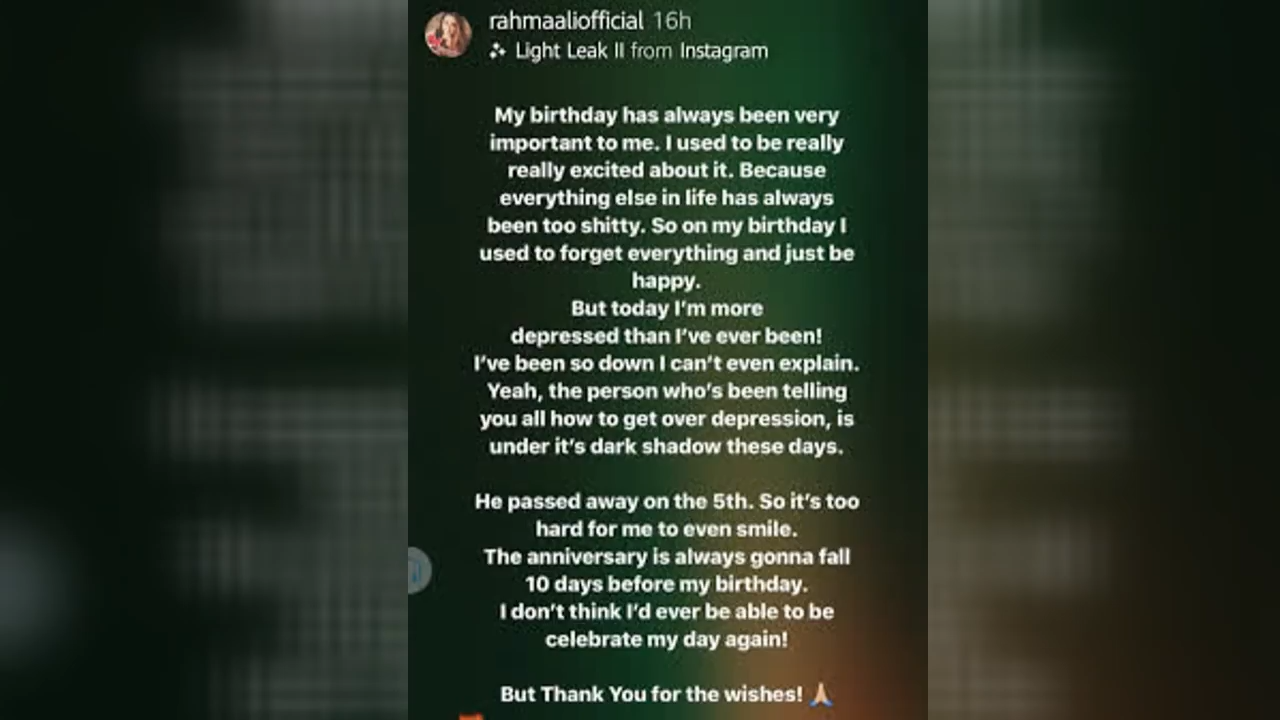 rahmaaliofficial 16h
Light Leak II from Instagram
My birthday has always been very
important to me. I used to be really
really excited about it. Because
everything else in life has always
been too shitty. So on my birthday I
used to forget everything and just be
happy.
But today I'm more
depressed than I've ever been!
I've been so down I can't even explain.
Yeah, the person who's been telling
you all how to get over depression, is
under it's dark shadow these days.
He passed away on the 5th. So it's too
hard for me to even smile.
The anniversary is always gonna fall
10 days before my birthday.
I don't think I'd ever be able to be
celebrate my day again!
But Thank You for the wishes! 🙏🏼